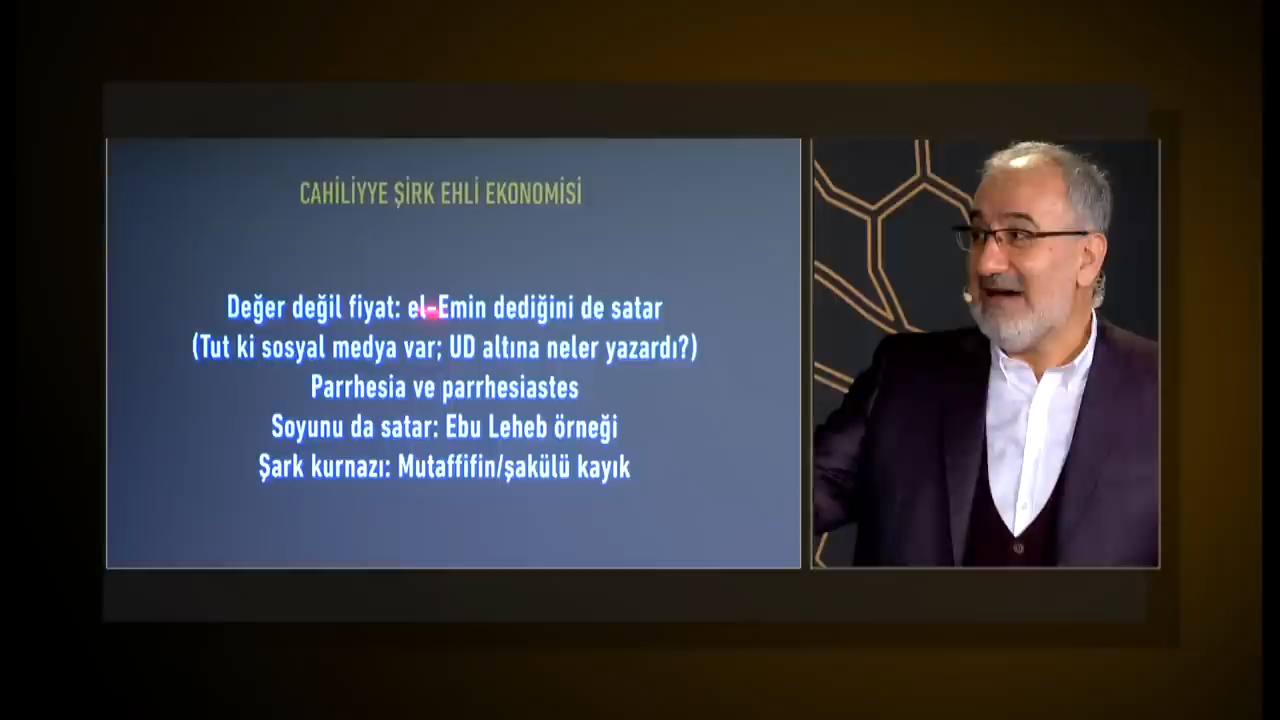 CAHİLİYYE ŞİRK EHLİ EKONOMİSİ
Değer değil fiyat: el-Emin dediğini de satar
(Tut ki sosyal medya var; UD altına neler yazardı?)
Parrhesia ve parrhesiastes
Soyunu da satar: Ebu Leheb örneği
Şark kurnazı: Mutaffifin/şakülü kayık